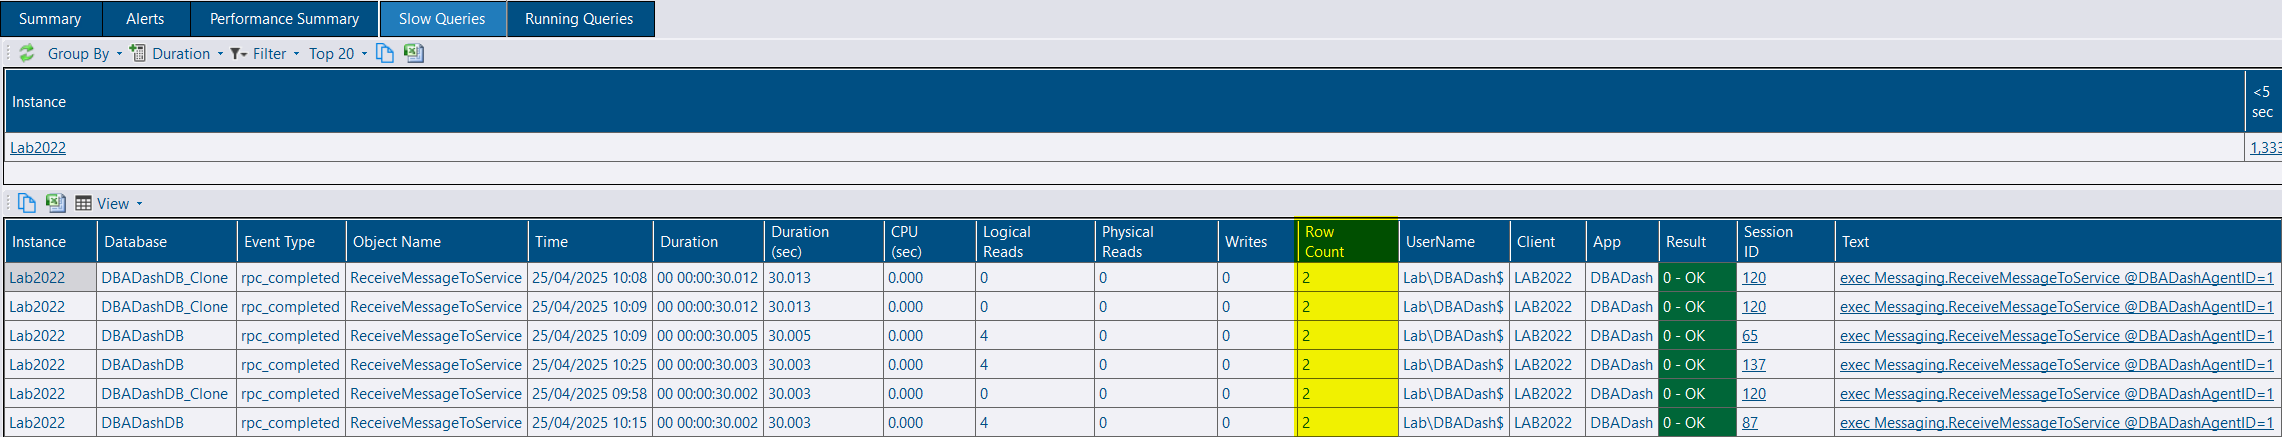 Summary Alerts Performance Summary Slow Queries Running Queries
Group By Duration Filter Top 20
Instance <5 sec
Lab2022 1,333
View
Instance Database Event Type Object Name Time Duration Duration (sec) CPU (sec) Logical Reads Physical Reads Writes Row Count UserName Client App Result Session ID Text
Lab2022 DBADashDB_Clone rpc_completed ReceiveMessageToService 25/04/2025 10:08 00 00:00:30.012 30.013 0.000 0 0 0 2 Lab\DBADash$ LAB2022 DBADash 0 - OK 120 exec Messaging.ReceiveMessageToService @DBADashAgentID=1
Lab2022 DBADashDB_Clone rpc_completed ReceiveMessageToService 25/04/2025 10:09 00 00:00:30.012 30.013 0.000 0 0 0 2 Lab\DBADash$ LAB2022 DBADash 0 - OK 120 exec Messaging.ReceiveMessageToService @DBADashAgentID=1
Lab2022 DBADashDB rpc_completed ReceiveMessageToService 25/04/2025 10:09 00 00:00:30.005 30.005 0.000 4 0 0 2 Lab\DBADash$ LAB2022 DBADash 0 - OK 65 exec Messaging.ReceiveMessageToService @DBADashAgentID=1
Lab2022 DBADashDB rpc_completed ReceiveMessageToService 25/04/2025 10:25 00 00:00:30.003 30.003 0.000 4 0 0 2 Lab\DBADash$ LAB2022 DBADash 0 - OK 137 exec Messaging.ReceiveMessageToService @DBADashAgentID=1
Lab2022 DBADashDB_Clone rpc_completed ReceiveMessageToService 25/04/2025 09:58 00 00:00:30.002 30.003 0.000 0 0 0 2 Lab\DBADash$ LAB2022 DBADash 0 - OK 120 exec Messaging.ReceiveMessageToService @DBADashAgentID=1
Lab2022 DBADashDB rpc_completed ReceiveMessageToService 25/04/2025 10:15 00 00:00:30.002 30.003 0.000 4 0 0 2 Lab\DBADash$ LAB2022 DBADash 0 - OK 87 exec Messaging.ReceiveMessageToService @DBADashAgentID=1